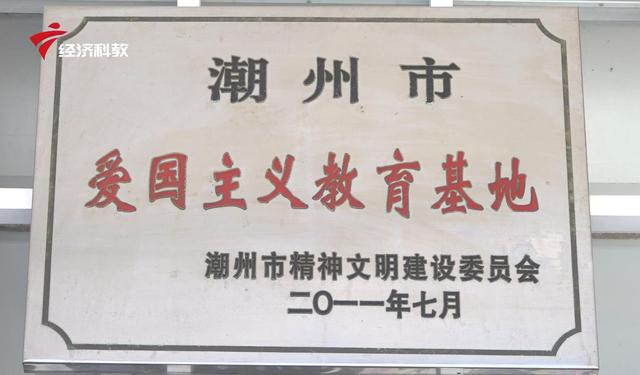 经济科教
潮州市
爱国主义教育基地
潮州市精神文明建设委员会
二〇一一年七月